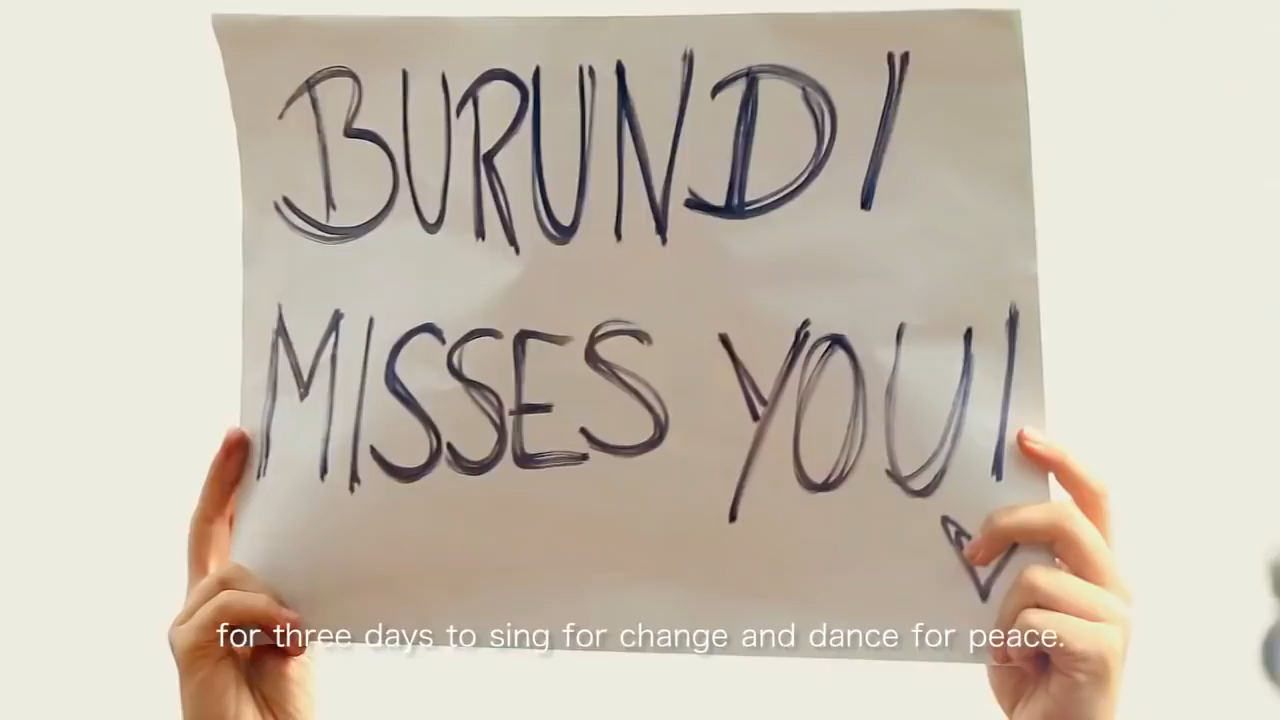 BURUNDI
MISSES YOU!
for three days to sing for change and dance for peace.